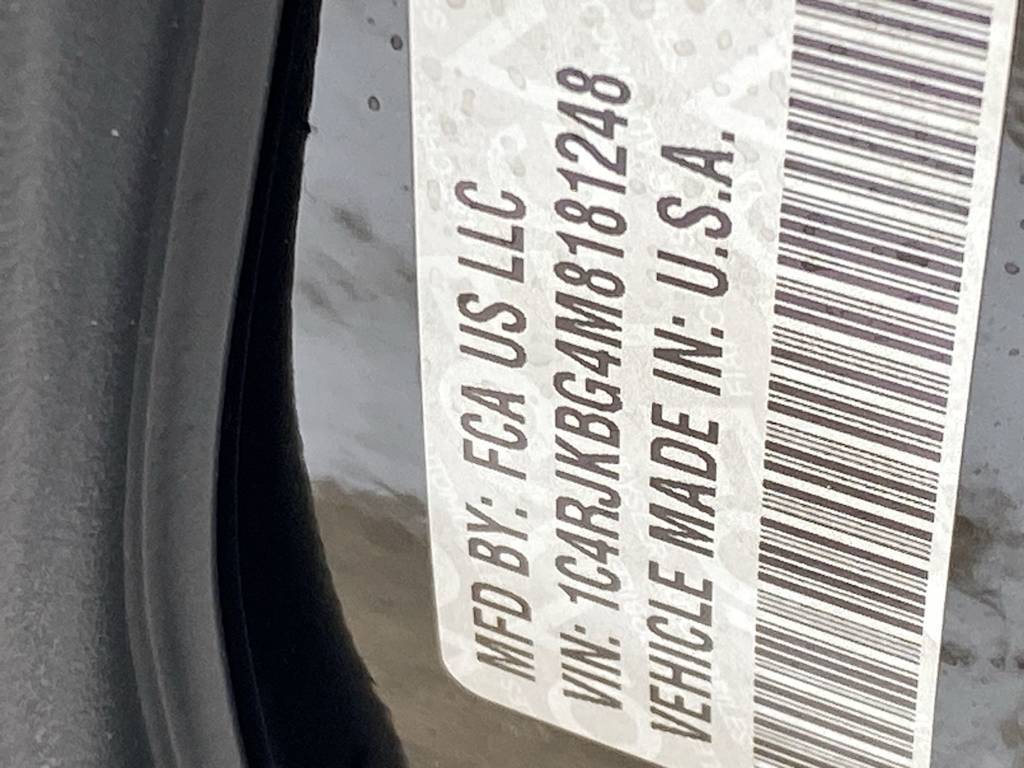 MFD BY: FCA US LLC
VIN: 1C4RJKBG4M8181248
VEHICLE MADE IN: U.S.A.